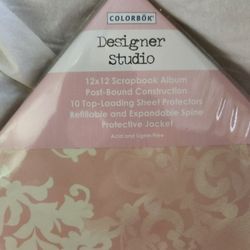 COLORBÖK
Designer
Studio
12x12 Scrapbook Album
Post-Bound Construction
10 Top-Loading Sheet Protectors
Refillable and Expandable Spine
Protective Jacket
Acid and Lignin Free